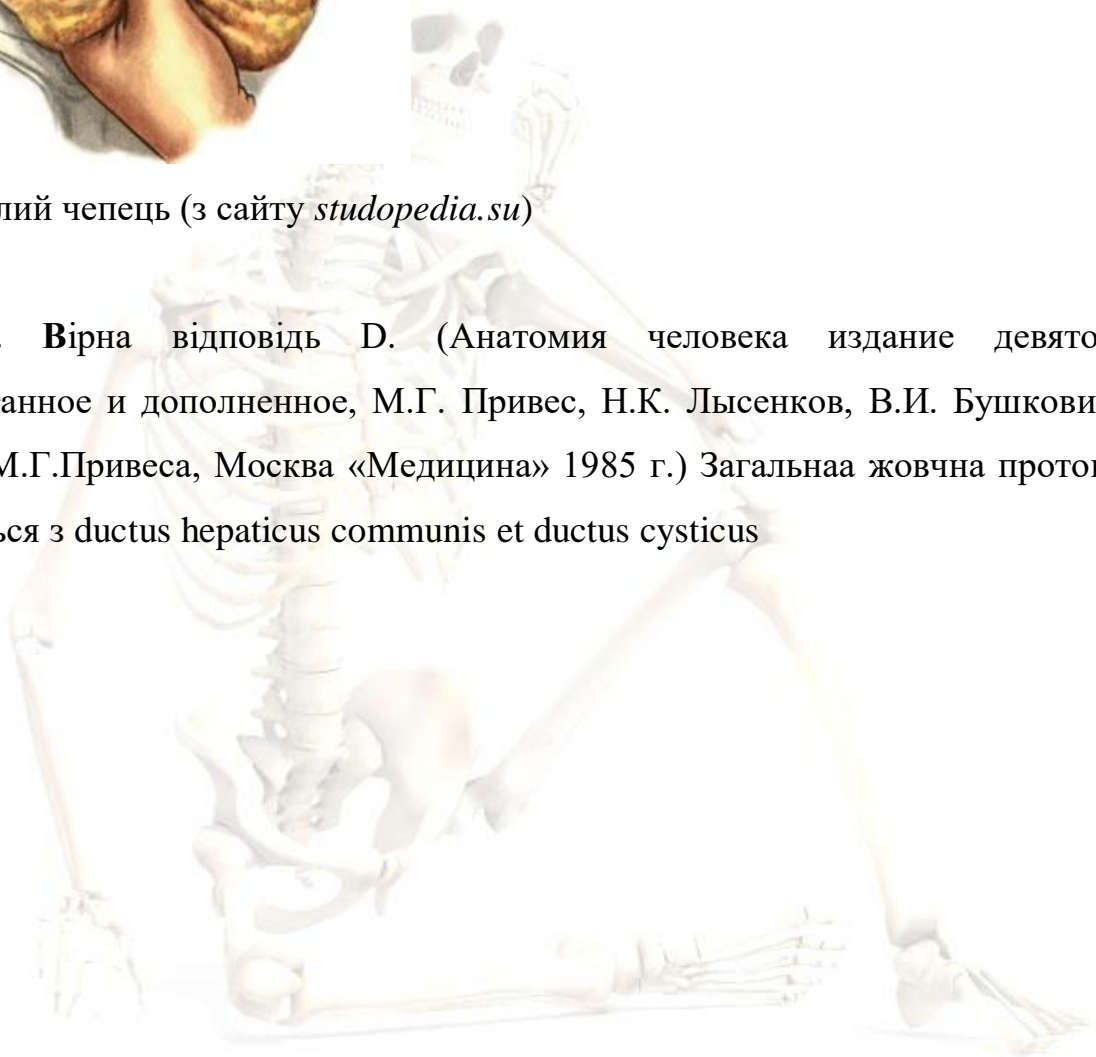 лий чепець (з сайту studopedia.su)
. Вірна відповідь D. (Анатомия человека издание девято
анное и дополненное, М.Г. Привес, Н.К. Лысенков, В.И. Бушкови
М.Г.Привеса, Москва «Медицина» 1985 г.) Загальнаа жовчна прото
ься з ductus hepaticus communis et ductus cysticus